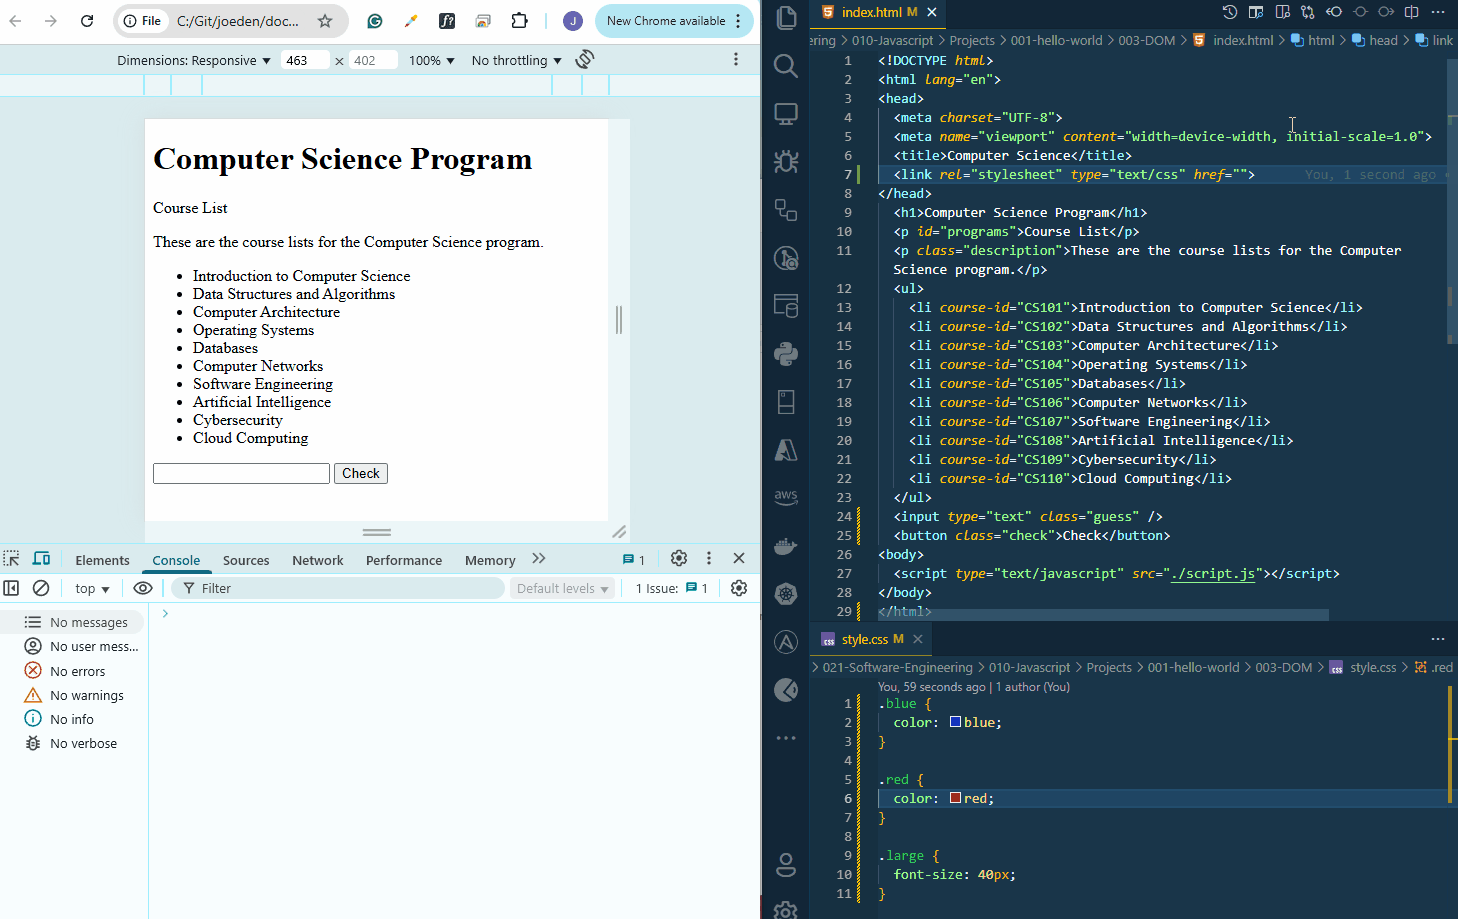 File
C:/Git/joeden/doc...
J
New Chrome available
Dimensions: Responsive
463
×
402
100%
No throttling
Computer Science Program
Course List
These are the course lists for the Computer Science program.
Introduction to Computer Science
Data Structures and Algorithms
Computer Architecture
Operating Systems
Databases
Computer Networks
Software Engineering
Artificial Intelligence
Cybersecurity
Cloud Computing
Check
Elements
Console
Sources
Network
Performance
Memory
1
top
Filter
Default levels
1 Issue:
1
No messages
No user mess...
No errors
No warnings
No info
No verbose
index.html M
ering > 010-Javascript > Projects > 001-hello-world > 003-DOM > index.html > html > head > link
1 <!DOCTYPE html>
2 <html lang="en">
3 <head>
4 <meta charset="UTF-8">
5 <meta name="viewport" content="width=device-width, initial-scale=1.0">
6 <title>Computer Science</title>
7 <link rel="stylesheet" type="text/css" href=""> You, 1 second ago
8 </head>
9 <h1>Computer Science Program</h1>
10 <p id="programs">Course List</p>
11 <p class="description">These are the course lists for the Computer
Science program.</p>
12 <ul>
13 <li course-id="CS101">Introduction to Computer Science</li>
14 <li course-id="CS102">Data Structures and Algorithms</li>
15 <li course-id="CS103">Computer Architecture</li>
16 <li course-id="CS104">Operating Systems</li>
17 <li course-id="CS105">Databases</li>
18 <li course-id="CS106">Computer Networks</li>
19 <li course-id="CS107">Software Engineering</li>
20 <li course-id="CS108">Artificial Intelligence</li>
21 <li course-id="CS109">Cybersecurity</li>
22 <li course-id="CS110">Cloud Computing</li>
23 </ul>
24 <input type="text" class="guess" />
25 <button class="check">Check</button>
26 <body>
27 <script type="text/javascript" src="./script.js"></script>
28 </body>
29 </html>
aws
style.css M
> 021-Software-Engineering > 010-Javascript > Projects > 001-hello-world > 003-DOM > style.css > .red
You, 59 seconds ago | 1 author (You)
1 .blue {
2 color: blue;
3 }
4
5 .red {
6 color: red;
7 }
8
9 .large {
10 font-size: 40px;
11 }